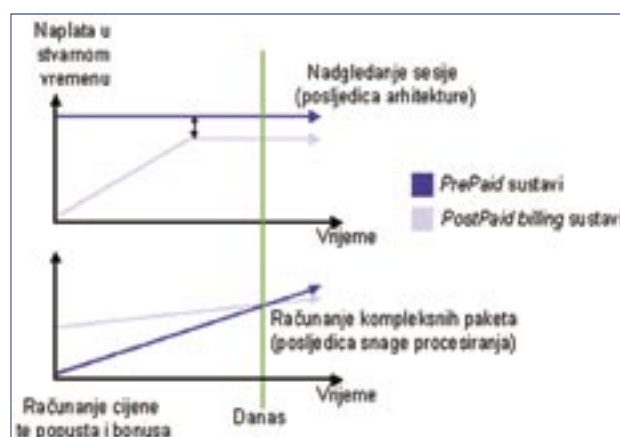 Naplata u
stvarnom
vremenu
Nadgledanje sesije
(posljedica arhitekture)
PrePaid sustavi
PostPaid billing sustavi
Vrijeme
Računanje kompleksnih paketa
(posljedica snage procesiranja)
Vrijeme
Računanje cijene
te popusta i bonusa
Danas